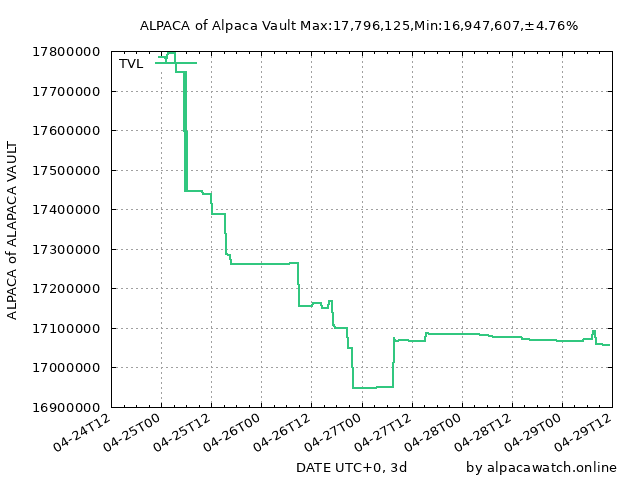 ALPACA of Alpaca Vault Max:17,796,125,Min:16,947,607,±4.76%
17800000
TVL
17700000
17600000
17500000
17400000
17300000
17200000
17100000
17000000
16900000
ALPACA of ALAPACA VAULT
04-24T12
04-25T00
04-25T12
04-26T00
04-26T12
04-27T00
04-27T12
04-28T00
04-28T12
04-29T00
04-29T12
DATE UTC+0, 3d
by alpacawatch.online